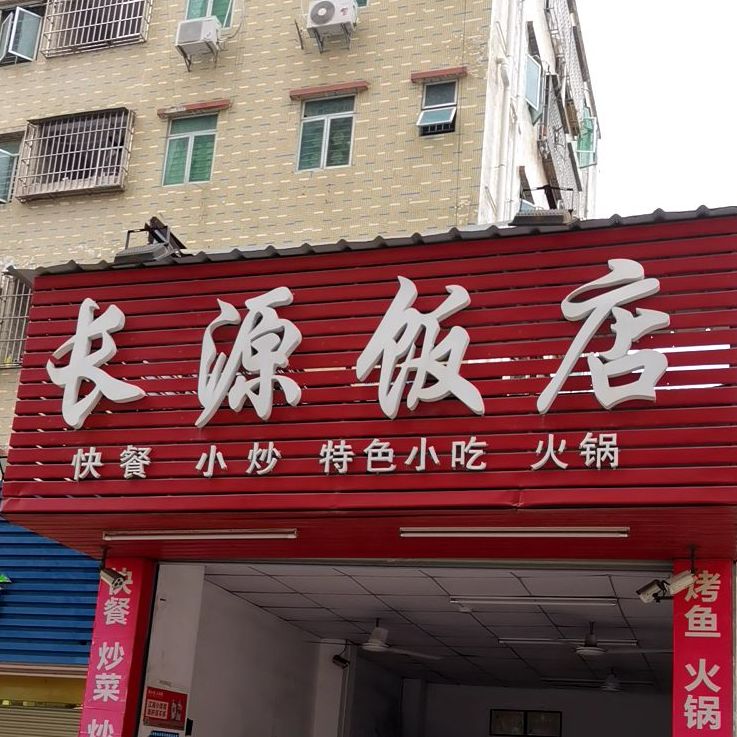 长源饭店
快餐 小炒 特色小吃 火锅
快餐 炒菜 炒
烤鱼 火锅